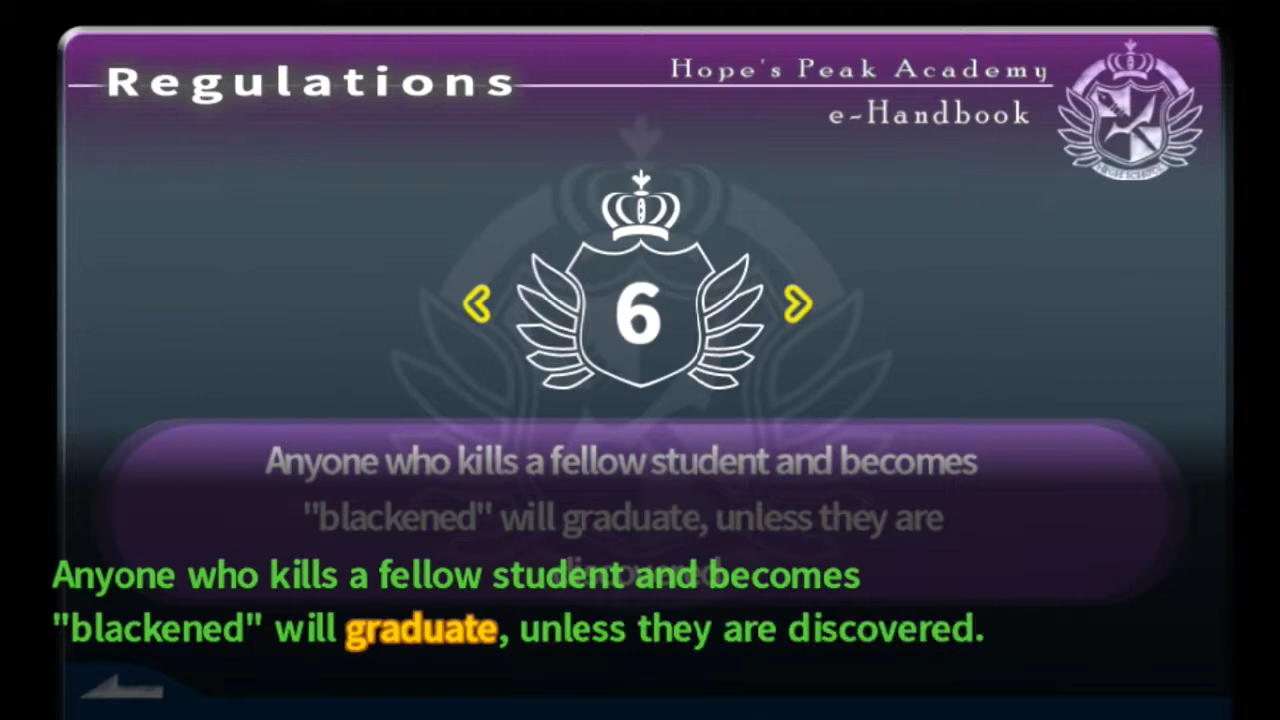 Regulations
Hope's Peak Academy
e-Handbook
6
Anyone who kills a fellow student and becomes
"blackened" will graduate, unless they are
discovered.
Anyone who kills a fellow student and becomes
"blackened" will graduate, unless they are discovered.